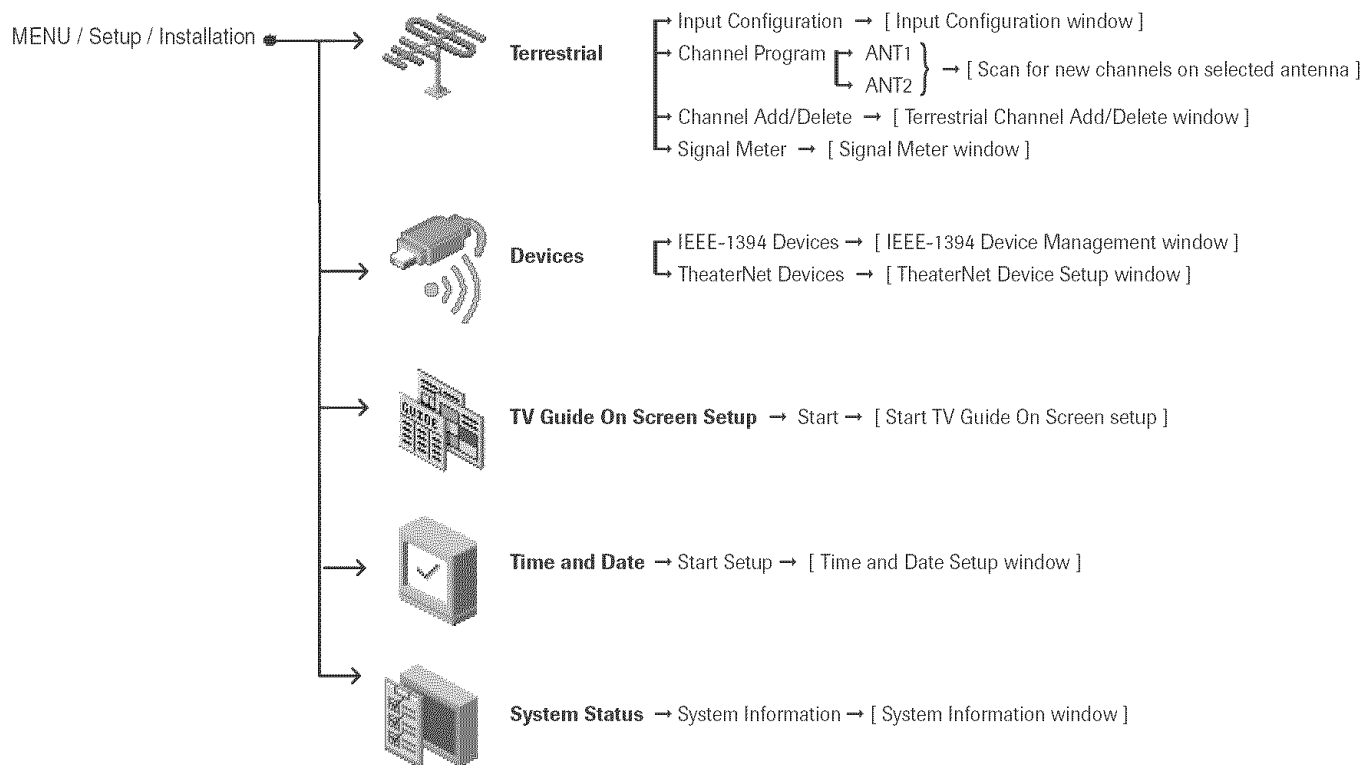 MENU / Setup / Installation
Terrestrial
Input Configuration → [ Input Configuration window ]
Channel Program → ANT1
→ ANT2
→ [ Scan for new channels on selected antenna ]
Channel Add/Delete → [ Terrestrial Channel Add/Delete window ]
Signal Meter → [ Signal Meter window ]
Devices
IEEE-1394 Devices → [ IEEE-1394 Device Management window ]
TheaterNet Devices → [ TheaterNet Device Setup window ]
GUIDE
TV Guide On Screen Setup → Start → [ Start TV Guide On Screen setup ]
Time and Date → Start Setup → [ Time and Date Setup window ]
System Status → System Information → [ System Information window ]